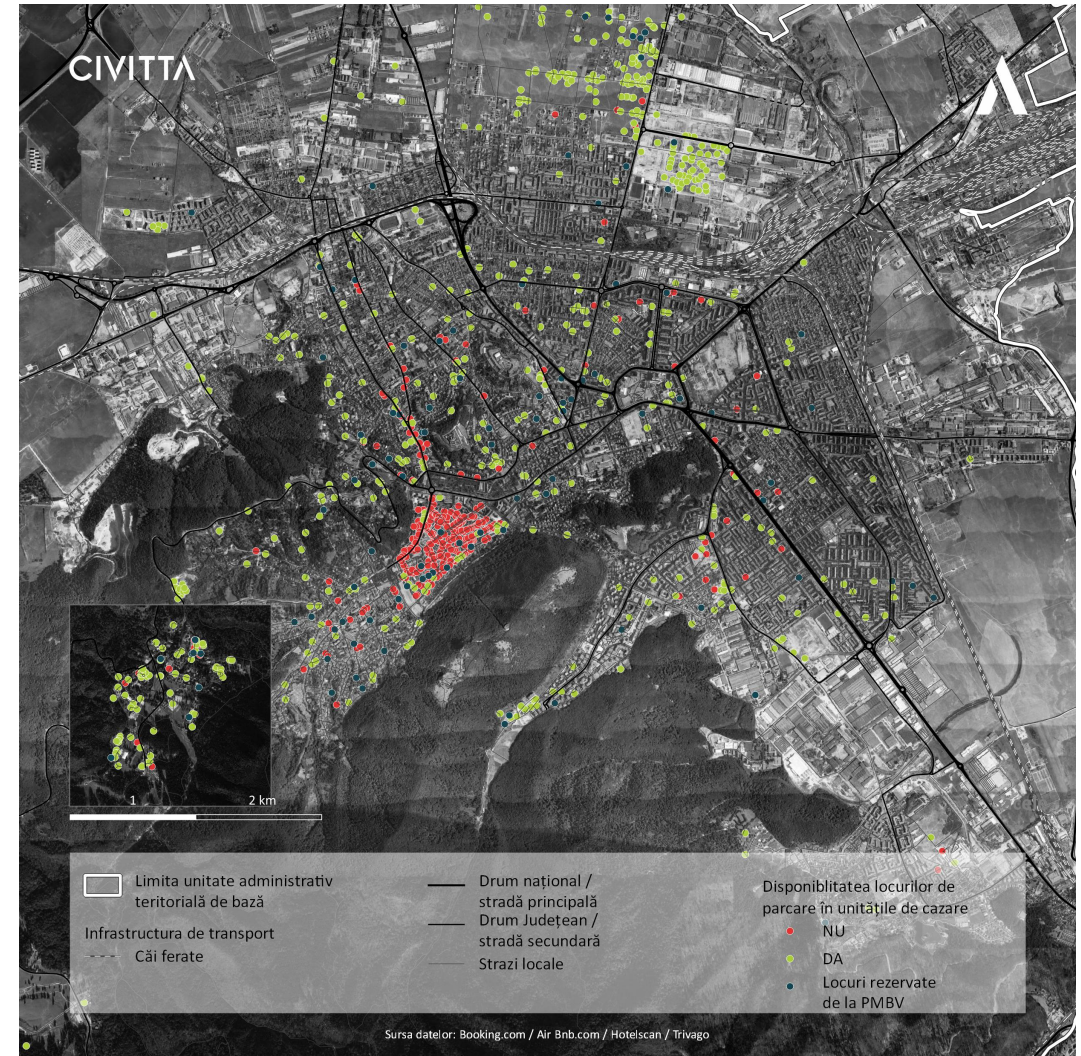 CIVITTA
1
2 km
Limita unitate administrativ
teritorială de bază
Infrastructura de transport
Căi ferate
Drum național /
stradă principală
Drum Județean /
stradă secundară
Strazi locale
Disponiblitatea locurilor de
parcare în unitățile de cazare
NU
DA
Locuri rezervate
de la PMBV
Sursa datelor: Booking.com / Air Bnb.com / Hotelscan / Trivago